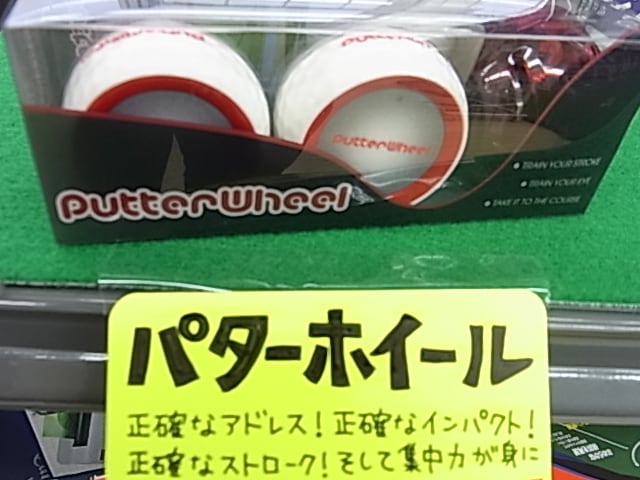 PutterWheel
PutterWheel
TRAIN YOUR STROKE
TRAIN YOUR EYE
TAKE IT TO THE COURSE
パターホイール
正確なアドレス！正確なインパクト！
正確なストローク！そして集中力が身に